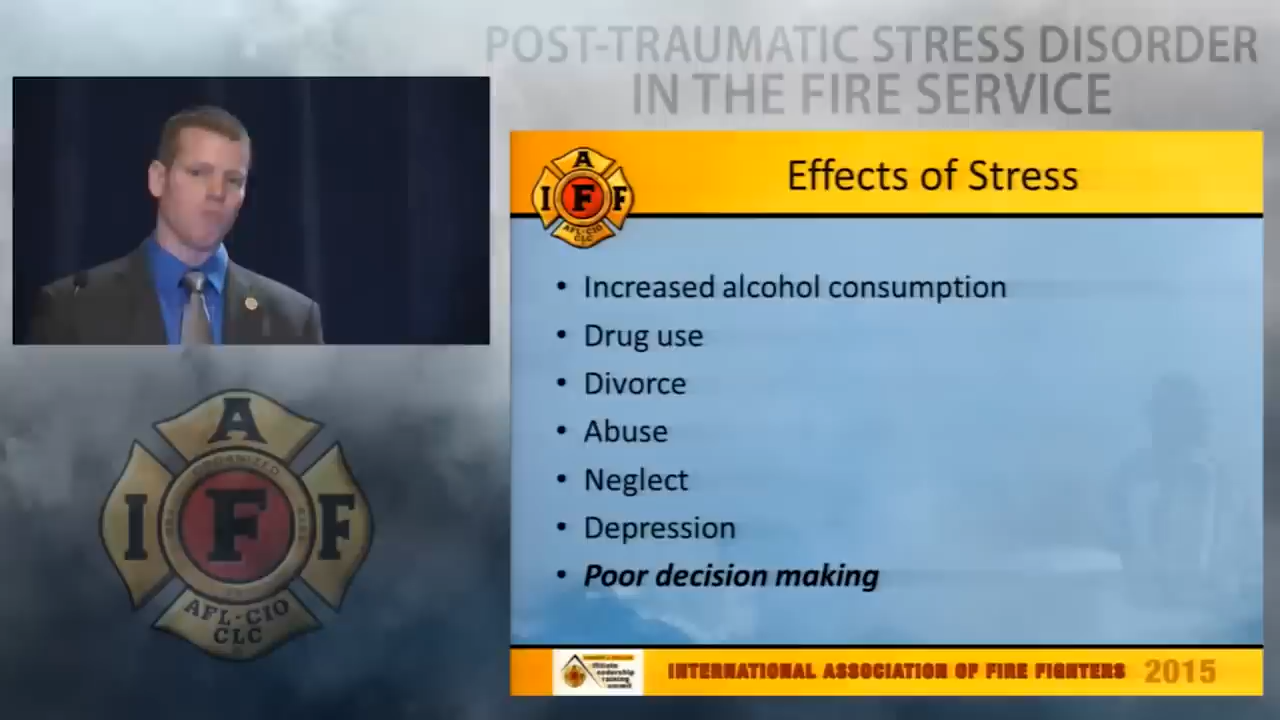 POST-TRAUMATIC STRESS DISORDER
IN THE FIRE SERVICE
A
I F F
AFL-CIO
CLC
Effects of Stress
• Increased alcohol consumption
• Drug use
• Divorce
• Abuse
• Neglect
• Depression
• Poor decision making
A
ORGANIZED
I F F
AFL-CIO
CLC
INTERNATIONAL ASSOCIATION OF FIRE FIGHTERS 2015